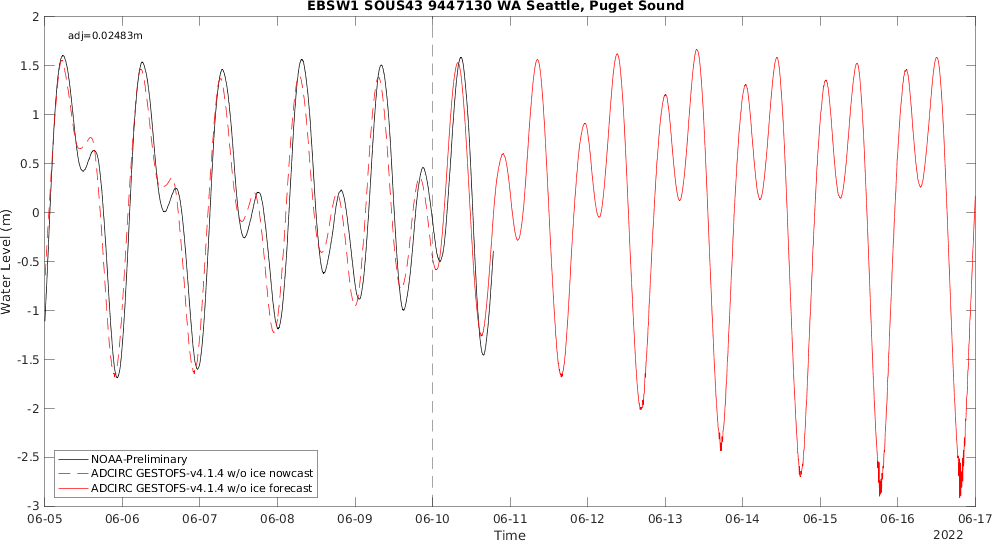 EBSW1 SOUS43 9447130 WA Seattle, Puget Sound
adj=0.02483m
Water Level (m)
2
1.5
1
0.5
0
-0.5
-1
-1.5
-2
-2.5
-3
NOAA-Preliminary
ADCIRC GESTOFS-v4.1.4 w/o ice nowcast
ADCIRC GESTOFS-v4.1.4 w/o ice forecast
06-05 06-06 06-07 06-08 06-09 06-10 06-11 06-12 06-13 06-14 06-15 06-16 06-17
Time
2022